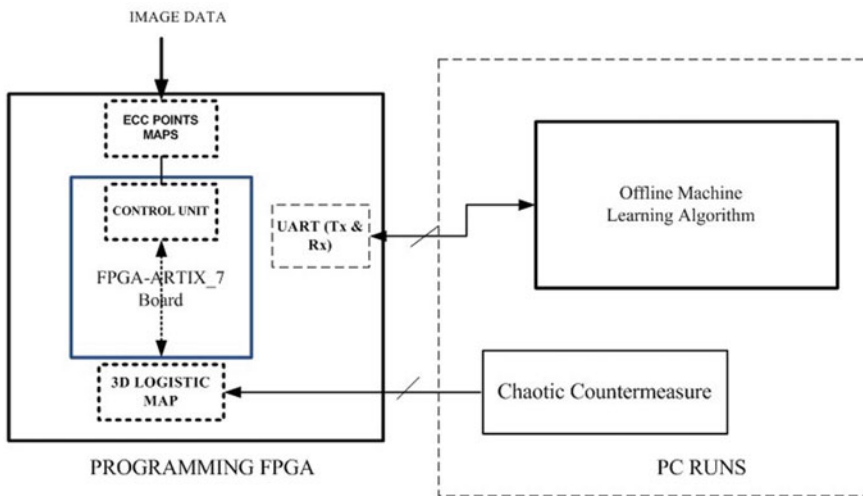 IMAGE DATA
ECC POINTS
MAPS
CONTROL UNIT
FPGA-ARTIX_7
Board
3D LOGISTIC
MAP
UART (Tx &
Rx)
Offline Machine
Learning Algorithm
Chaotic Countermeasure
PROGRAMMING FPGA
PC RUNS